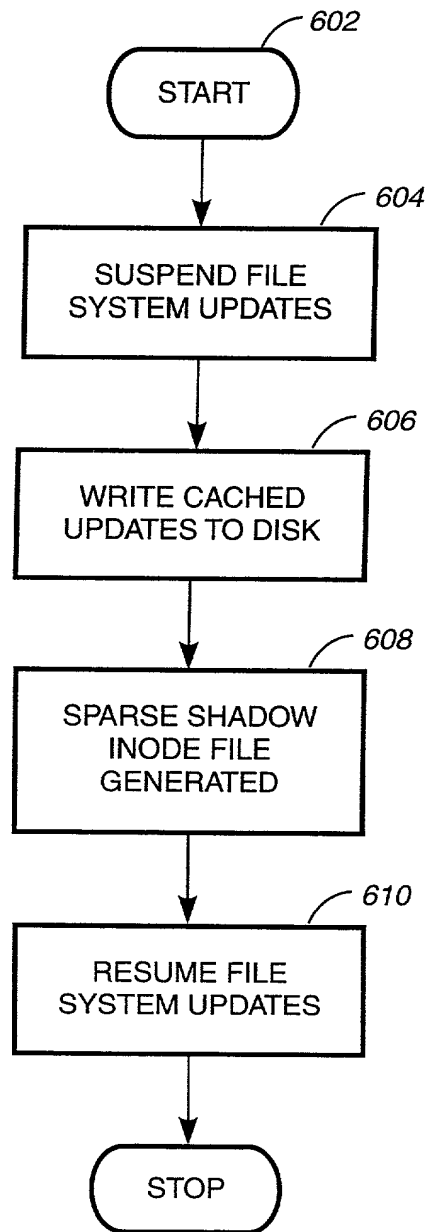 602
START
604
SUSPEND FILE
SYSTEM UPDATES
606
WRITE CACHED
UPDATES TO DISK
608
SPARSE SHADOW
INODE FILE
GENERATED
610
RESUME FILE
SYSTEM UPDATES
STOP